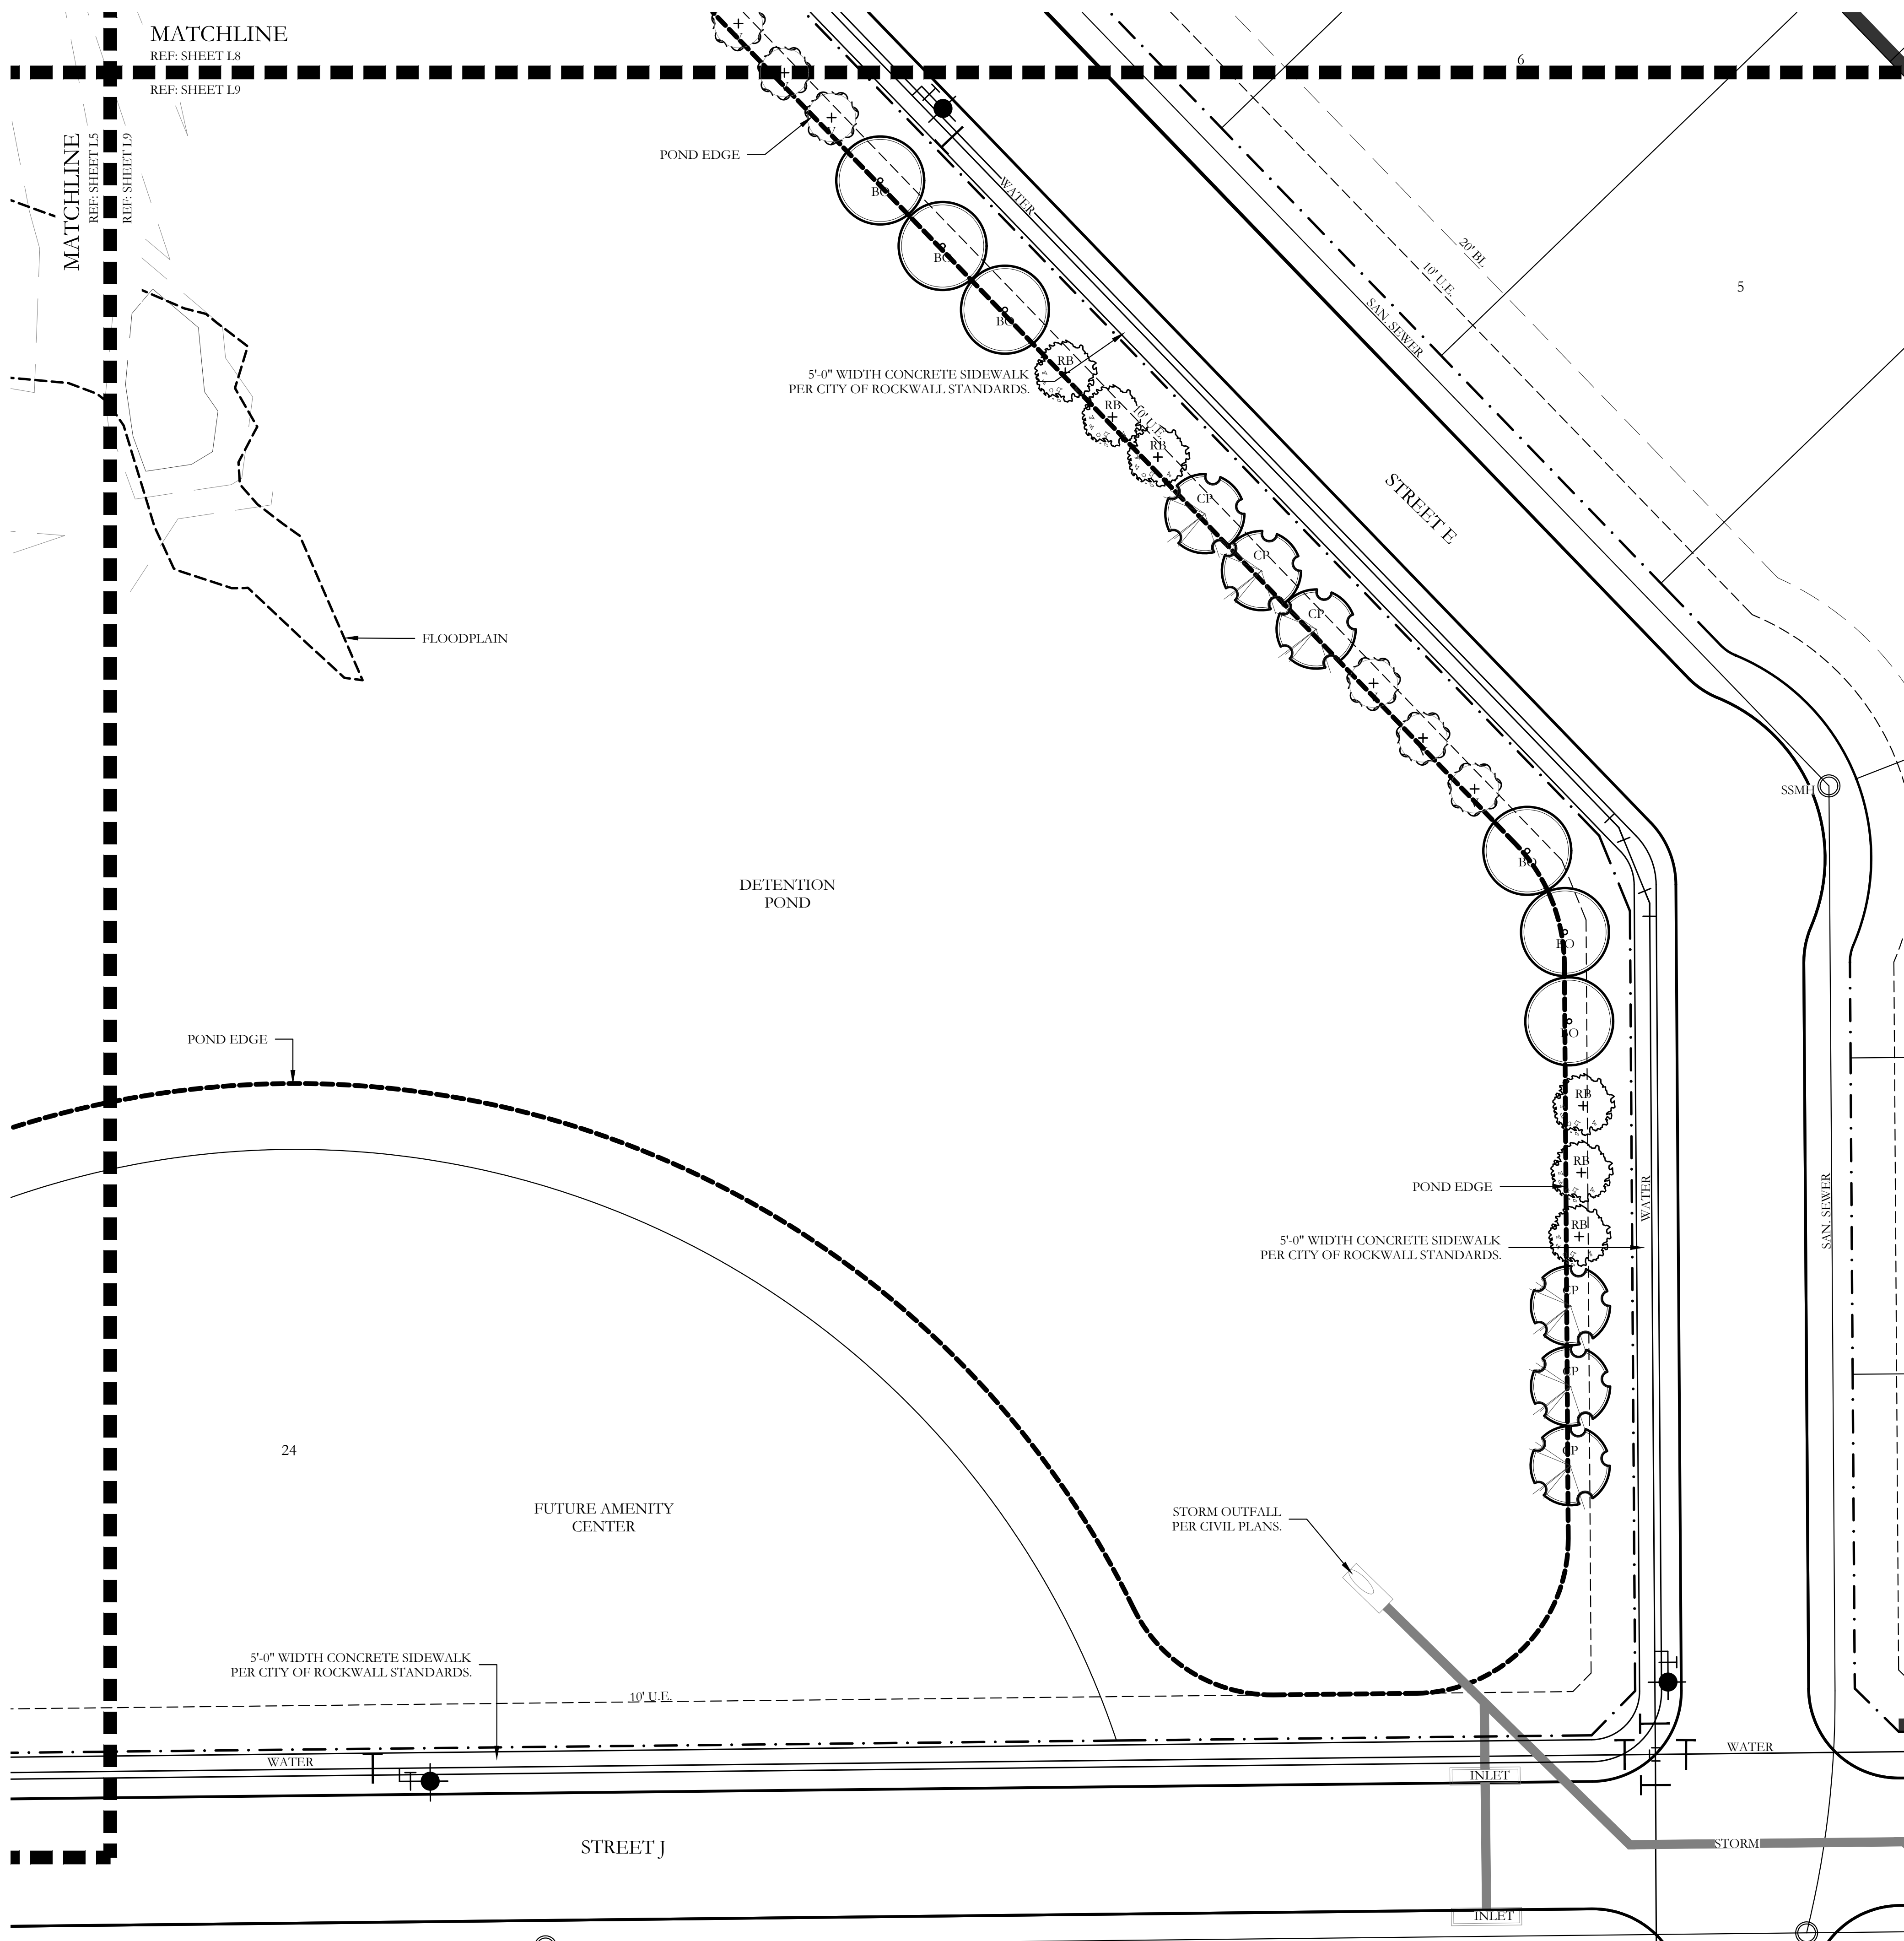 MATCHLINE
REF: SHEET L8
REF: SHEET L9
MATCHLINE
REF: SHEET L5
REF: SHEET L9
6
POND EDGE
BO
BO
BO
WATER
20' BL
10' U.E.
SAN. SEWER
5
5'-0" WIDTH CONCRETE SIDEWALK
PER CITY OF ROCKWALL STANDARDS.
RB
RB
RB
10' U.E.
CP
CP
CP
STREET E
FLOODPLAIN
SSMH
DETENTION
POND
BO
BO
BO
POND EDGE
RB
RB
RB
POND EDGE
WATER
SAN. SEWER
5'-0" WIDTH CONCRETE SIDEWALK
PER CITY OF ROCKWALL STANDARDS.
CP
CP
CP
24
FUTURE AMENITY
CENTER
STORM OUTFALL
PER CIVIL PLANS.
5'-0" WIDTH CONCRETE SIDEWALK
PER CITY OF ROCKWALL STANDARDS.
10' U.E.
WATER
WATER
INLET
STREET J
STORM
INLET